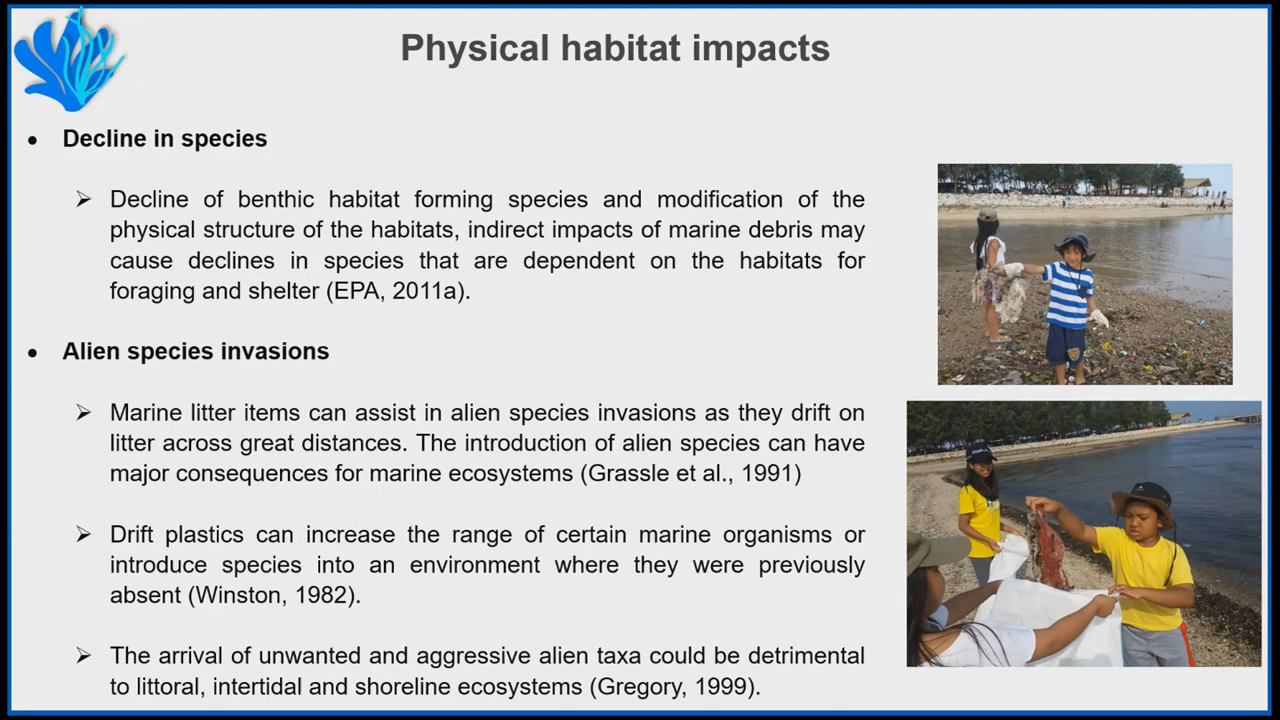 Physical habitat impacts
• Decline in species
➢ Decline of benthic habitat forming species and modification of the
physical structure of the habitats, indirect impacts of marine debris may
cause declines in species that are dependent on the habitats for
foraging and shelter (EPA, 2011a).
• Alien species invasions
➢ Marine litter items can assist in alien species invasions as they drift on
litter across great distances. The introduction of alien species can have
major consequences for marine ecosystems (Grassle et al., 1991)
➢ Drift plastics can increase the range of certain marine organisms or
introduce species into an environment where they were previously
absent (Winston, 1982).
➢ The arrival of unwanted and aggressive alien taxa could be detrimental
to littoral, intertidal and shoreline ecosystems (Gregory, 1999).